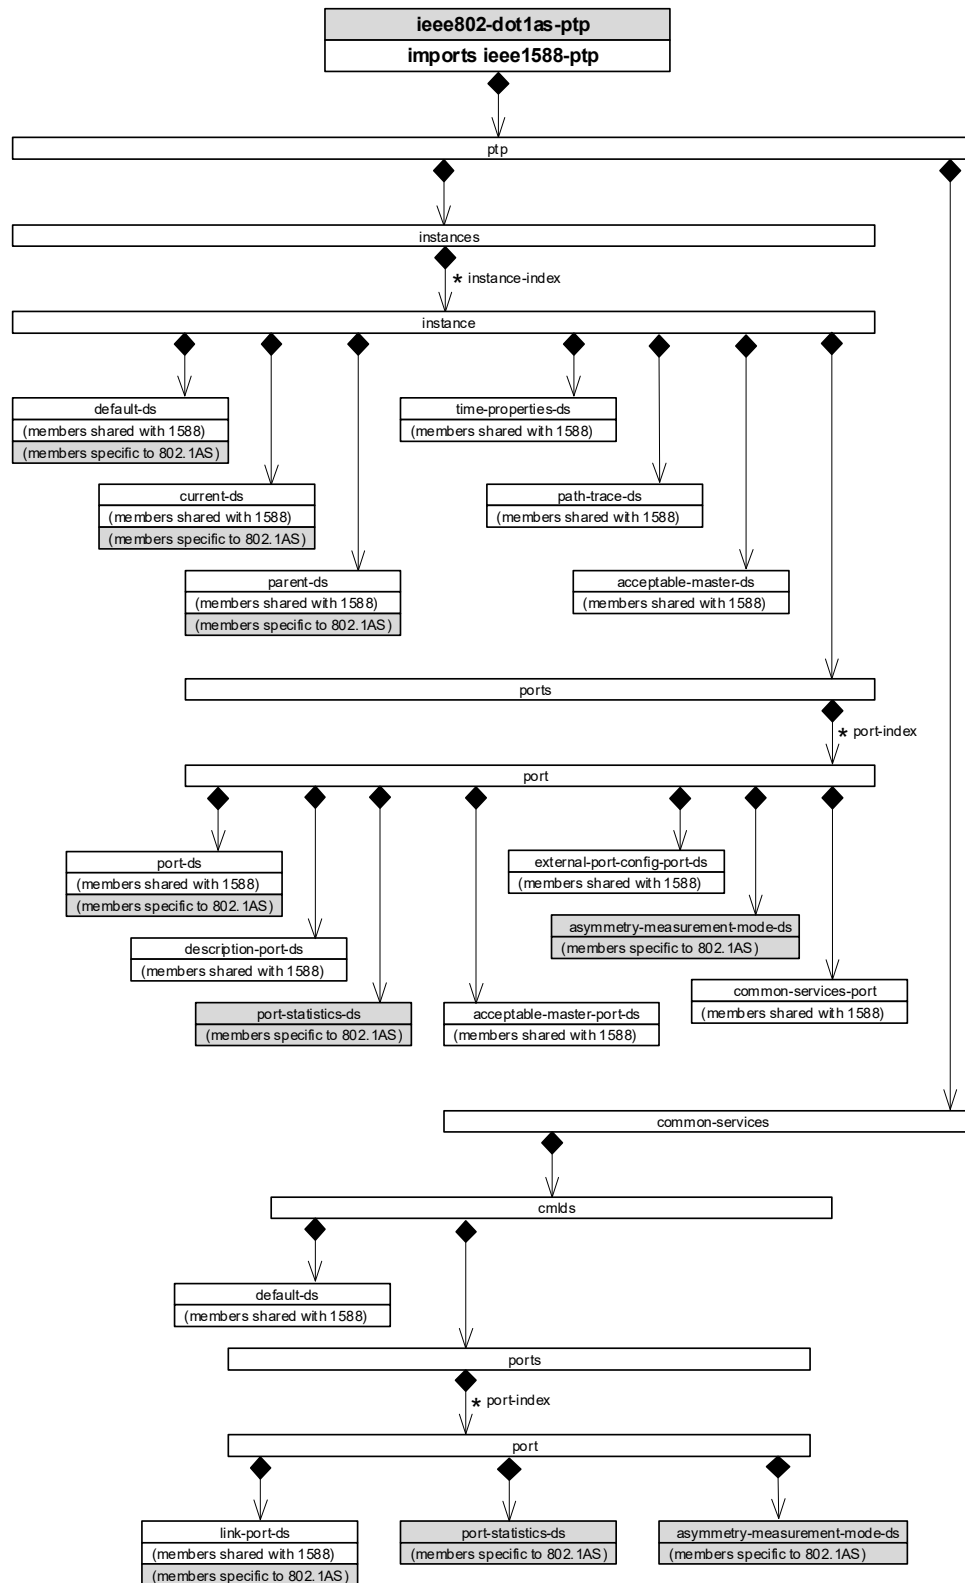 ieee802-dot1as-ptp
imports ieee1588-ptp
ptp
instances
* instance-index
instance
default-ds
(members shared with 1588)
(members specific to 802.1AS)
time-properties-ds
(members shared with 1588)
current-ds
(members shared with 1588)
(members specific to 802.1AS)
path-trace-ds
(members shared with 1588)
parent-ds
(members shared with 1588)
(members specific to 802.1AS)
acceptable-master-ds
(members shared with 1588)
ports
* port-index
port
port-ds
(members shared with 1588)
(members specific to 802.1AS)
external-port-config-port-ds
(members shared with 1588)
description-port-ds
(members shared with 1588)
asymmetry-measurement-mode-ds
(members specific to 802.1AS)
port-statistics-ds
(members specific to 802.1AS)
acceptable-master-port-ds
(members shared with 1588)
common-services-port
(members shared with 1588)
common-services
cmlds
default-ds
(members shared with 1588)
ports
* port-index
port
link-port-ds
(members shared with 1588)
(members specific to 802.1AS)
port-statistics-ds
(members specific to 802.1AS)
asymmetry-measurement-mode-ds
(members specific to 802.1AS)